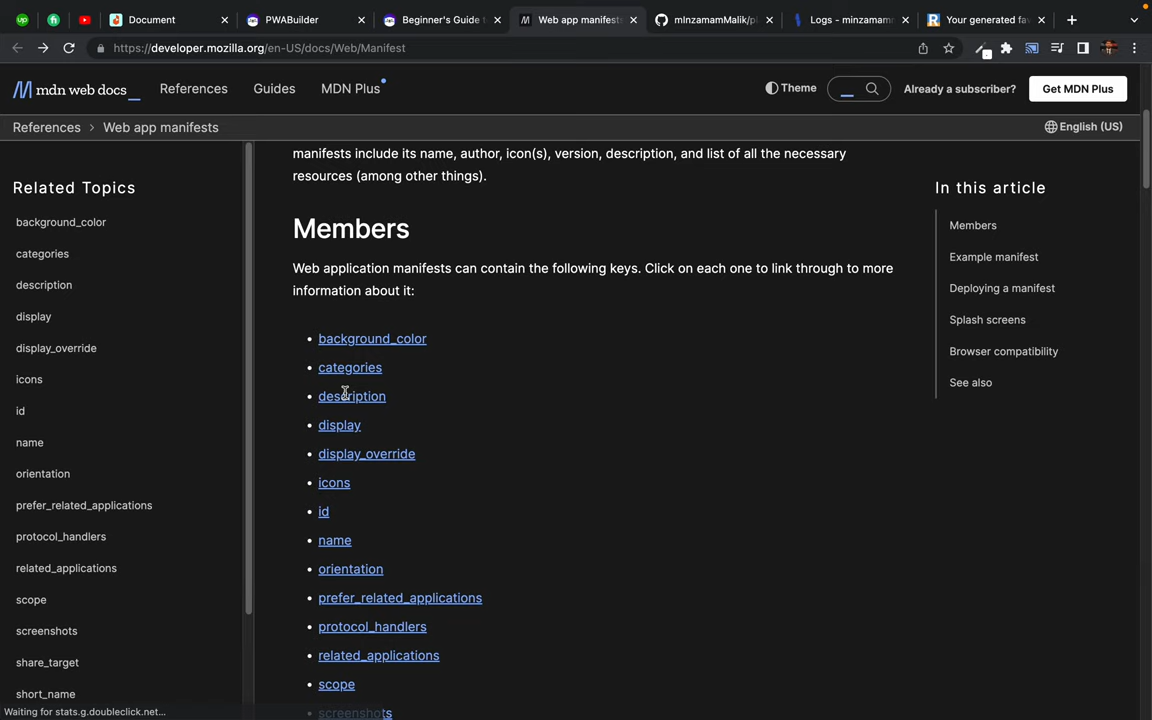 Document
PWABuilder
Beginner's Guide to
Web app manifests
mInzamamMalik/p
Logs - minzamamm
Your generated fav
https://developer.mozilla.org/en-US/docs/Web/Manifest
mdn web docs_
References
Guides
MDN Plus
Theme
Already a subscriber?
Get MDN Plus
References > Web app manifests
English (US)
Related Topics
background_color
categories
description
display
display_override
icons
id
name
orientation
prefer_related_applications
protocol_handlers
related_applications
scope
screenshots
share_target
short_name
manifests include its name, author, icon(s), version, description, and list of all the necessary
resources (among other things).
Members
Web application manifests can contain the following keys. Click on each one to link through to more
information about it:
• background_color
• categories
• description
• display
• display_override
• icons
• id
• name
• orientation
• prefer_related_applications
• protocol_handlers
• related_applications
• scope
• screenshots
In this article
Members
Example manifest
Deploying a manifest
Splash screens
Browser compatibility
See also
Waiting for stats.g.doubleclick.net...